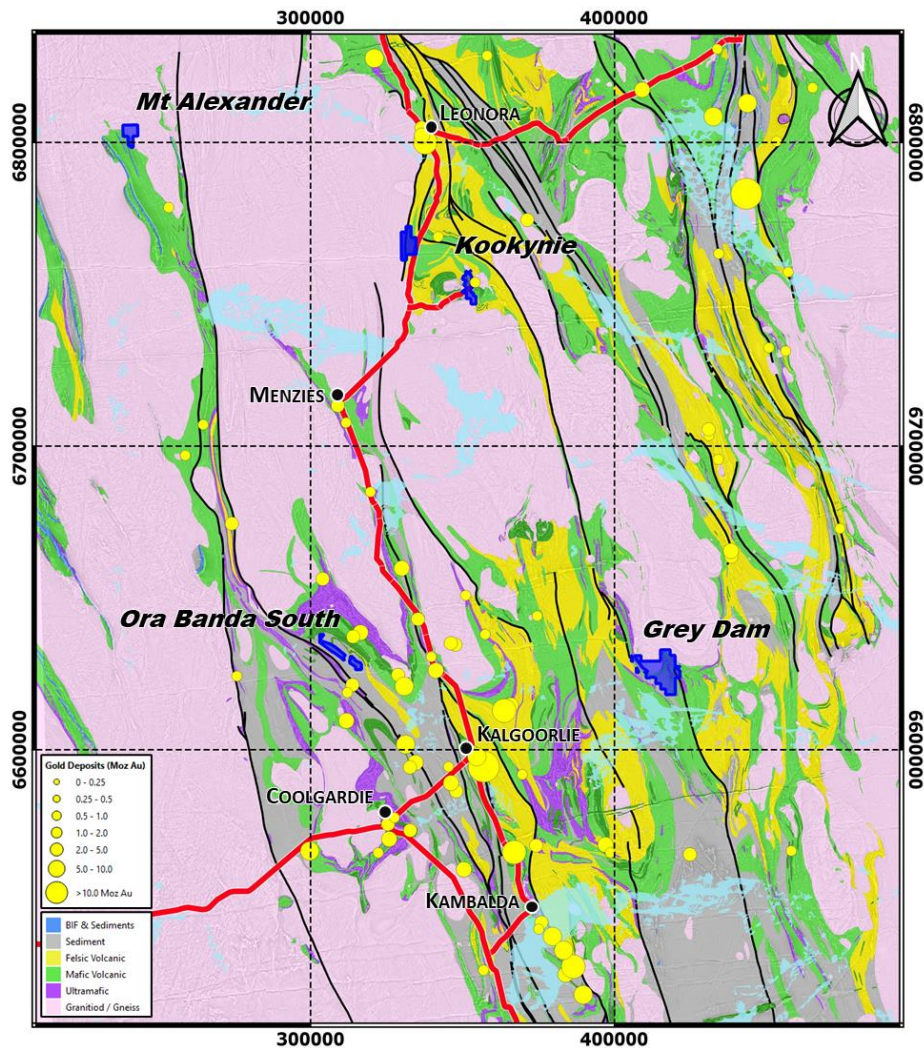 300000
400000
N
Mt Alexander
LEONORA
6800000
6800000
Kookynie
MENZIES
6700000
6700000
Ora Banda South
Grey Dam
KALGOORLIE
6600000
6600000
Gold Deposits (Moz Au)
0 - 0.25
0.25 - 0.5
0.5 - 1.0
1.0 - 2.0
2.0 - 5.0
5.0 - 10.0
>10.0 Moz Au
COOLGARDIE
KAMBALDA
BIF & Sediments
Sediment
Felsic Volcanic
Mafic Volcanic
Ultramafic
Granitiod / Gneiss
300000
400000